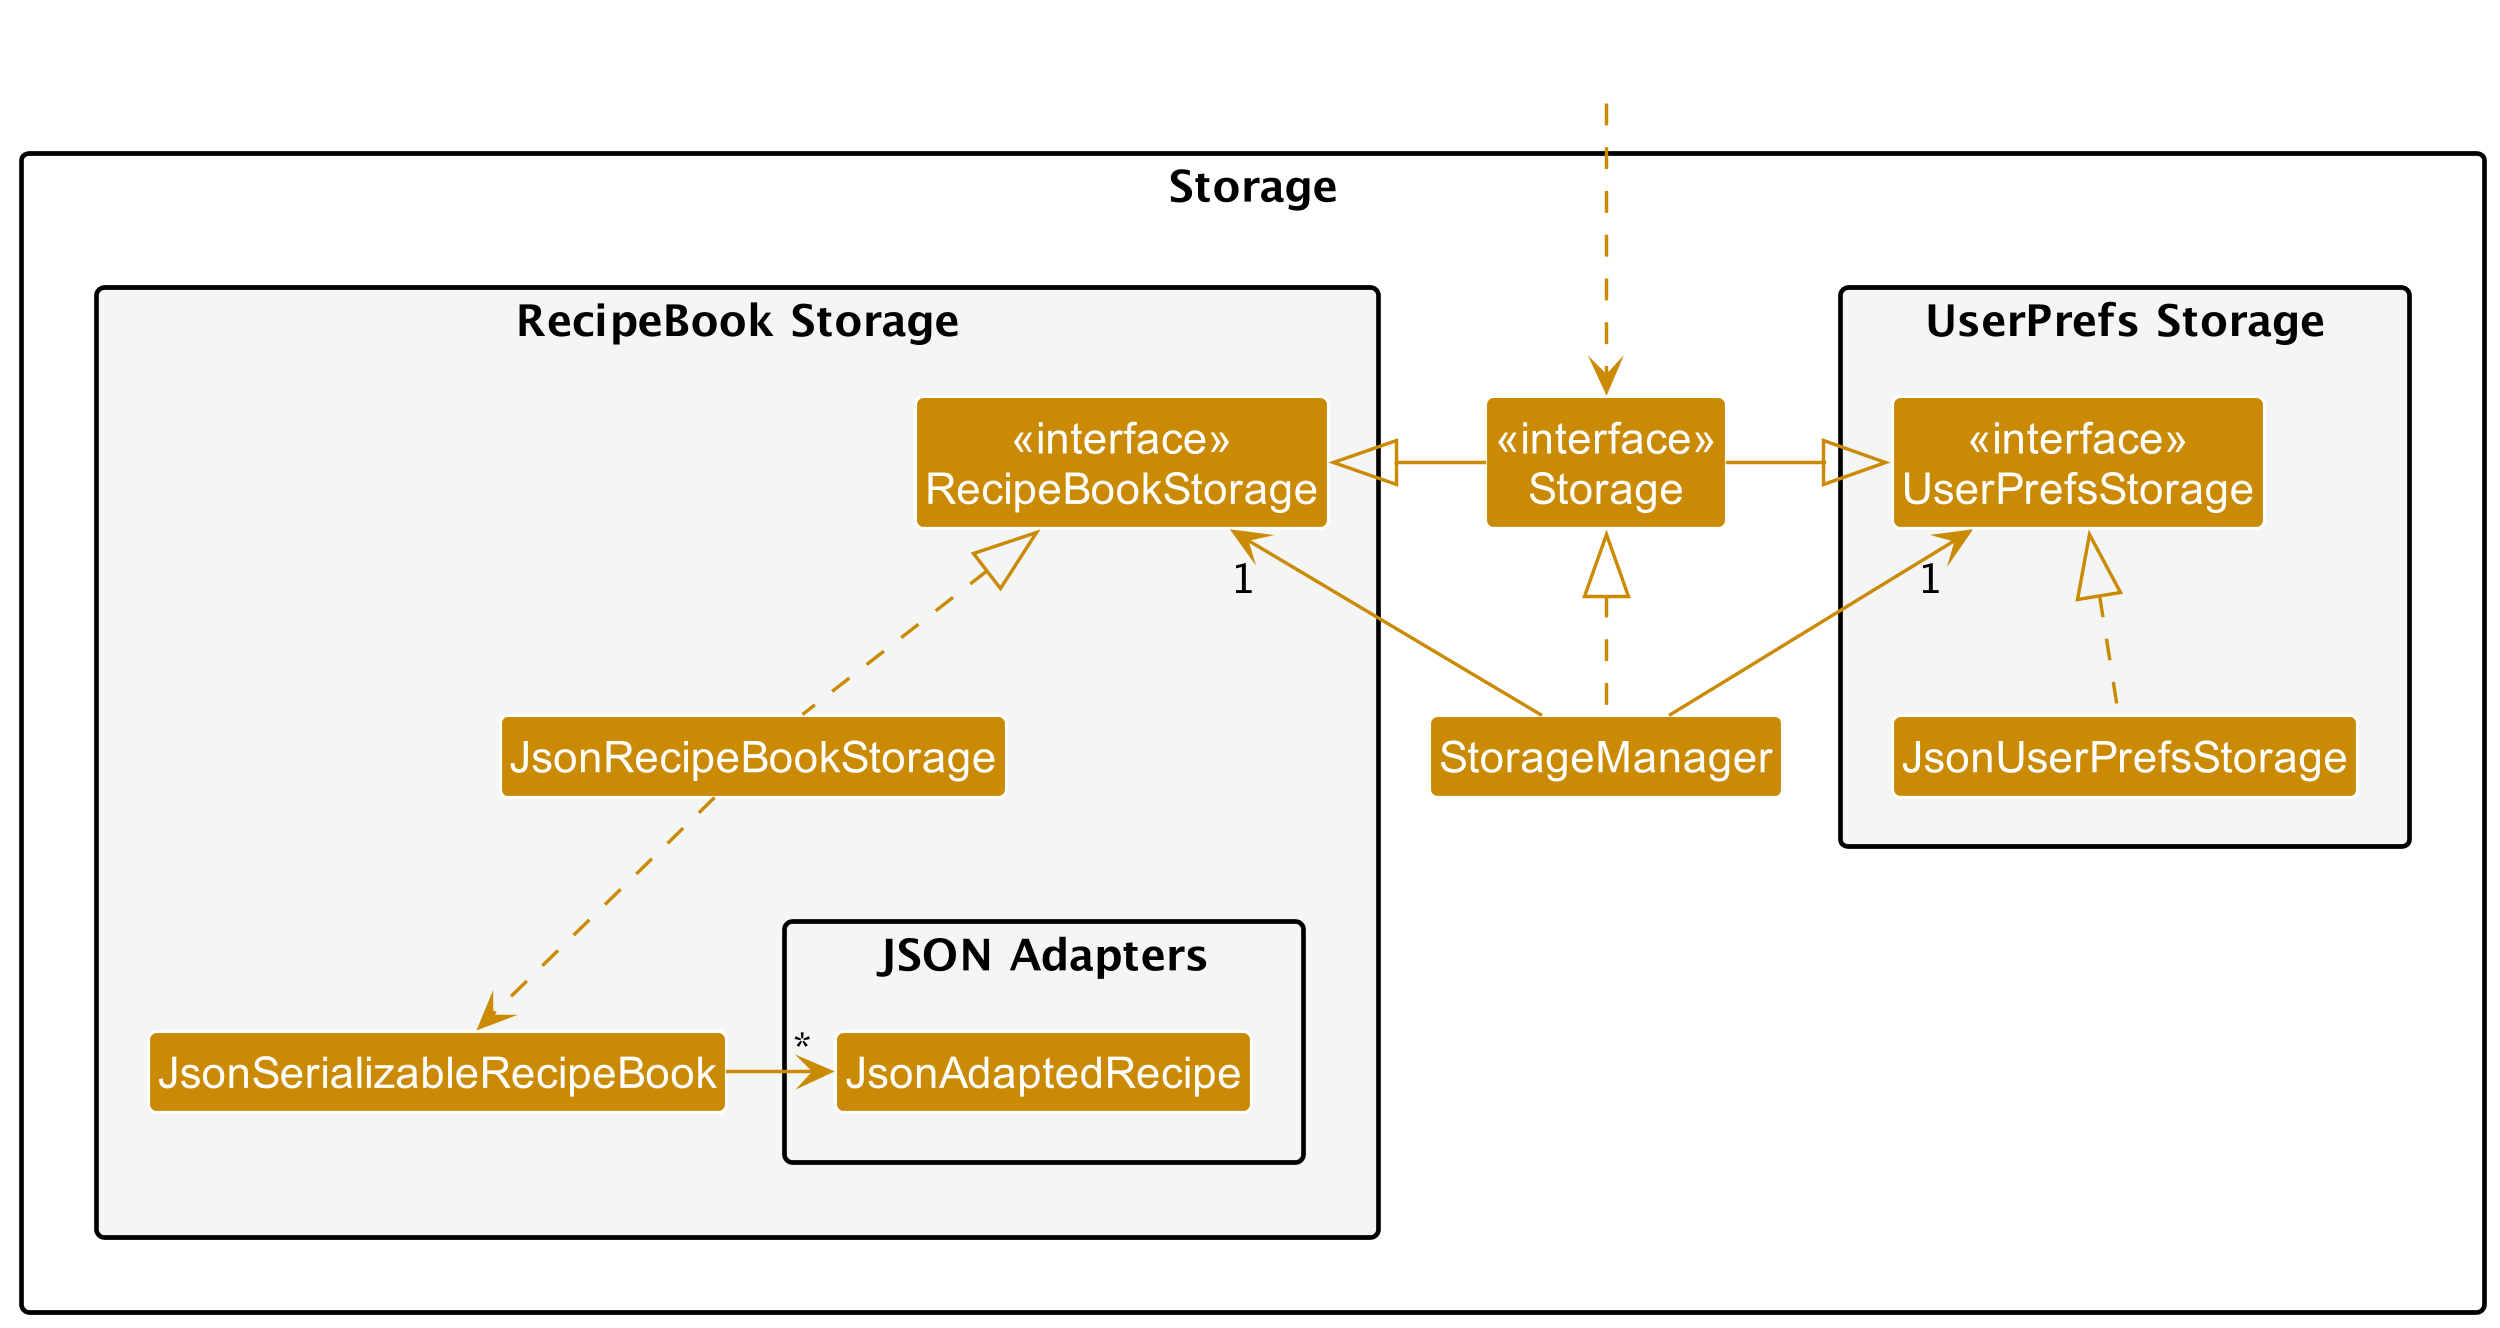 Storage
RecipeBook Storage
UserPrefs Storage
«interface»
RecipeBookStorage
«interface»
Storage
«interface»
UserPrefsStorage
1
1
JsonRecipeBookStorage
StorageManager
JsonUserPrefsStorage
JSON Adapters
*
JsonSerializableRecipeBook
JsonAdaptedRecipe